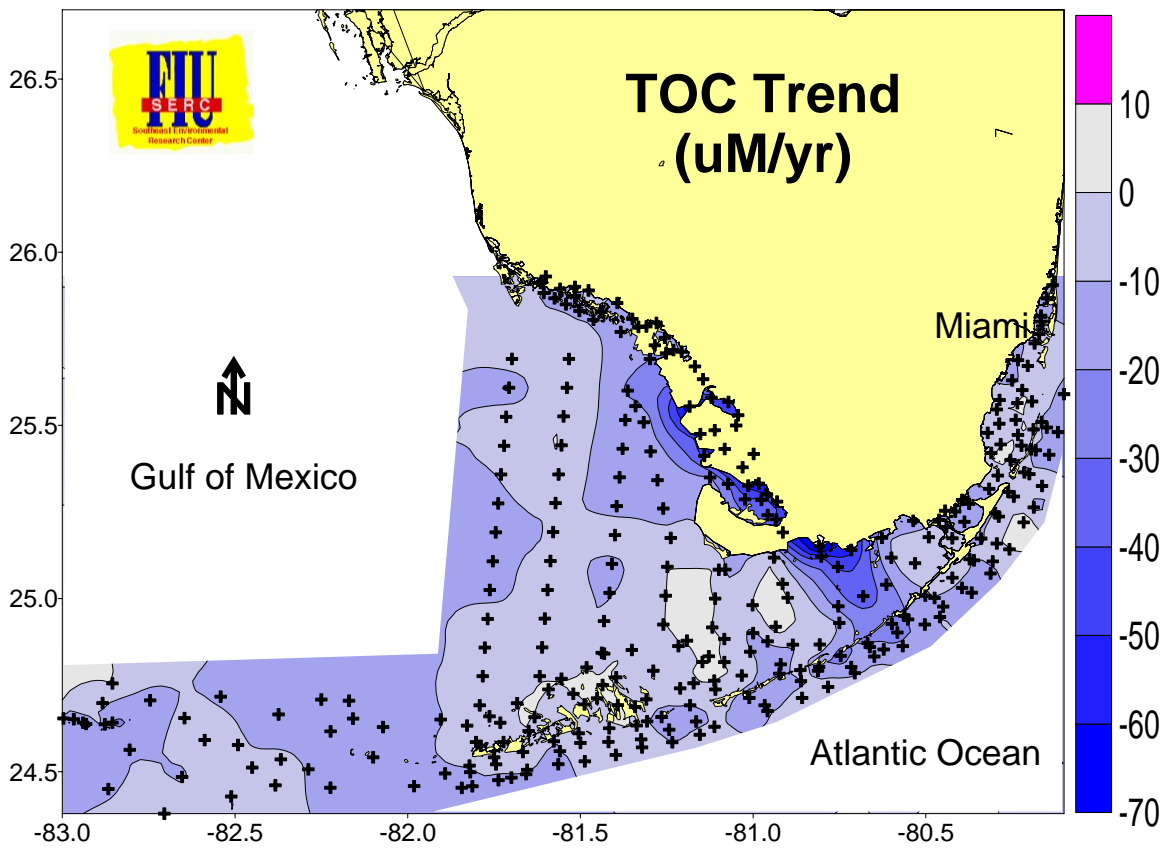 FIU
SERC
Southeast Environmental
Research Center
TOC Trend
(uM/yr)
Miami
N
Gulf of Mexico
Atlantic Ocean
26.5
26.0
25.5
25.0
24.5
-83.0
-82.5
-82.0
-81.5
-81.0
-80.5
10
0
-10
-20
-30
-40
-50
-60
-70